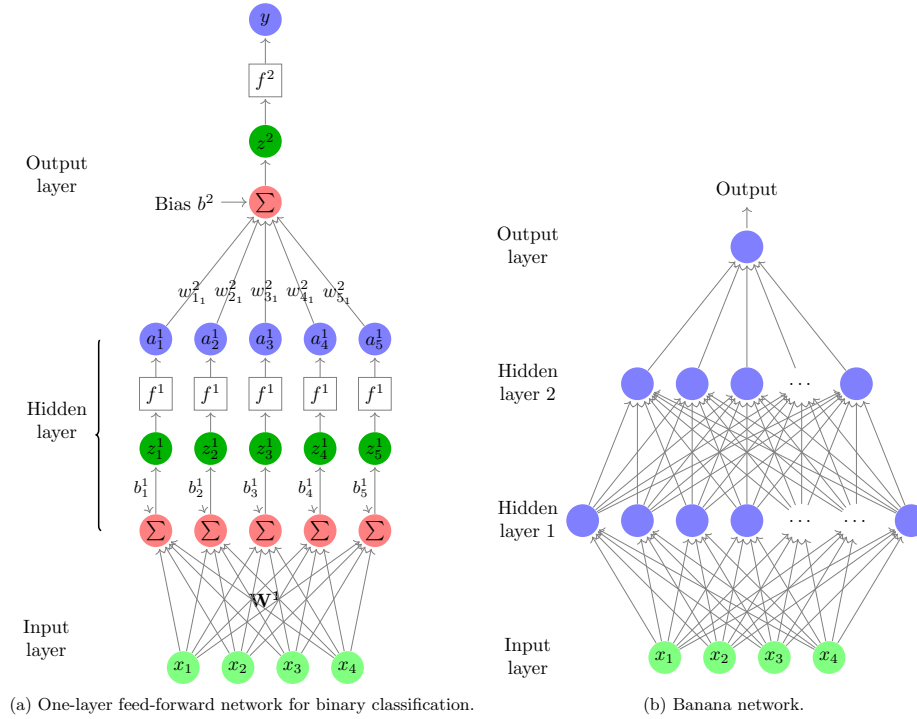 y
f²
z²
Output
layer
Bias b²
∑
w²₁₁ w²₂₁ w²₃₁ w²₄₁ w²₅₁
a¹₁ a¹₂ a¹₃ a¹₄ a¹₅
f¹ f¹ f¹ f¹ f¹
Hidden
layer
z¹₁ z¹₂ z¹₃ z¹₄ z¹₅
b¹₁ b¹₂ b¹₃ b¹₄ b¹₅
∑ ∑ ∑ ∑ ∑
W¹
Input
layer
x₁ x₂ x₃ x₄
(a) One-layer feed-forward network for binary classification.
Output
Output
layer
Hidden
layer 2
...
Hidden
layer 1
... ...
Input
layer
x₁ x₂ x₃ x₄
(b) Banana network.